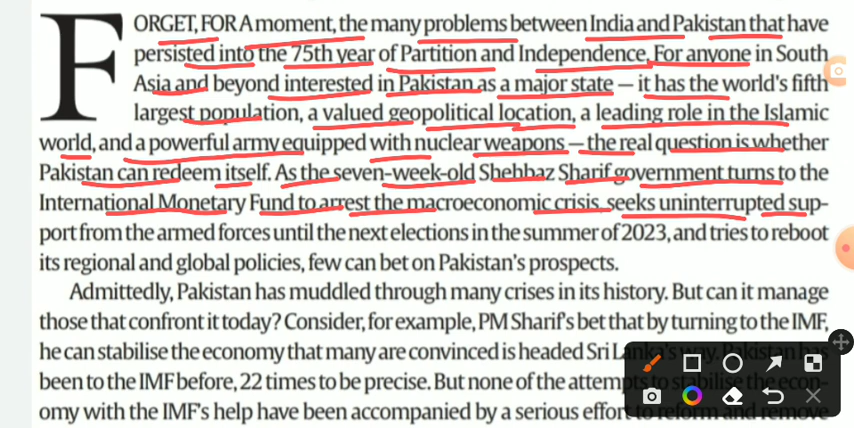 FORGET, FOR A moment, the many problems between India and Pakistan that have
persisted into the 75th year of Partition and Independence. For anyone in South
Asia and beyond interested in Pakistan as a major state — it has the world's fifth
largest population, a valued geopolitical location, a leading role in the Islamic
world, and a powerful army equipped with nuclear weapons — the real question is whether
Pakistan can redeem itself. As the seven-week-old Shehbaz Sharif government turns to the
International Monetary Fund to arrest the macroeconomic crisis, seeks uninterrupted sup-
port from the armed forces until the next elections in the summer of 2023, and tries to reboot
its regional and global policies, few can bet on Pakistan's prospects.
Admittedly, Pakistan has muddled through many crises in its history. But can it manage
those that confront it today? Consider, for example, PM Sharif's bet that by turning to the IMF,
he can stabilise the economy that many are convinced is headed Sri Lanka's way. Pakistan has
been to the IMF before, 22 times to be precise. But none of the attempts to stabilise the econ-
omy with the IMF's help have been accompanied by a serious effort to reform and remove